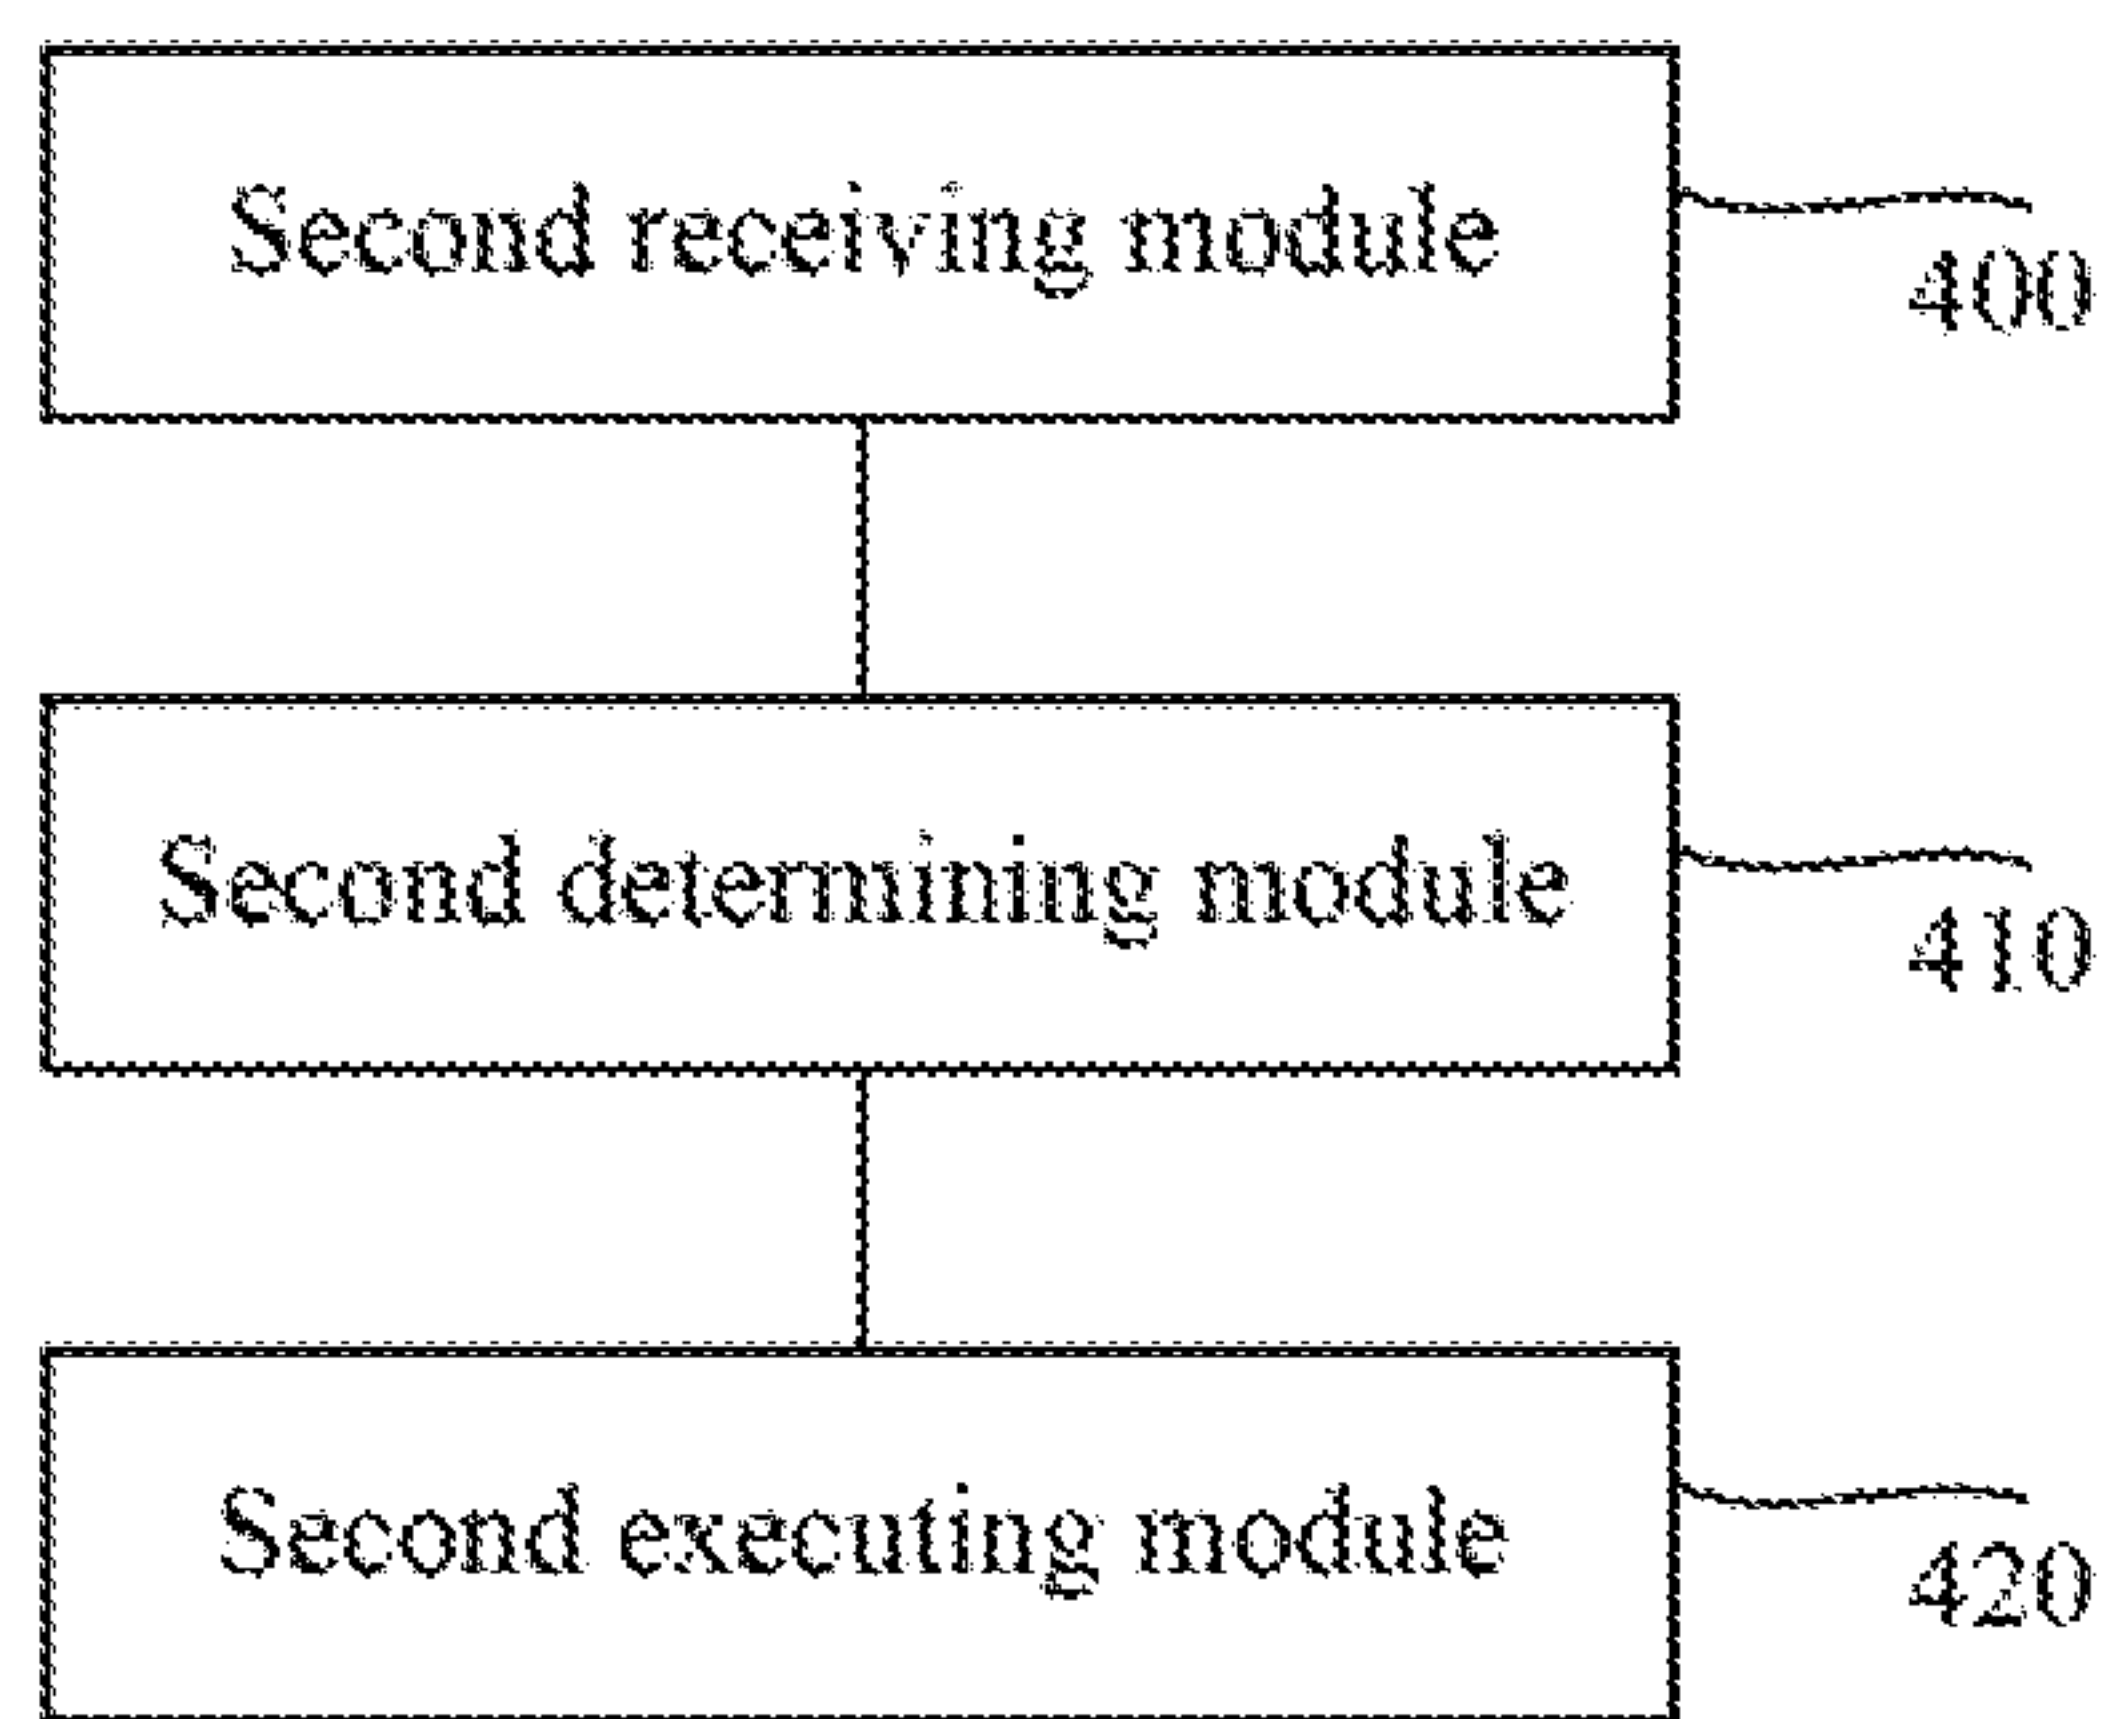 Second receiving module
400
Second determining module
410
Second executing module
420